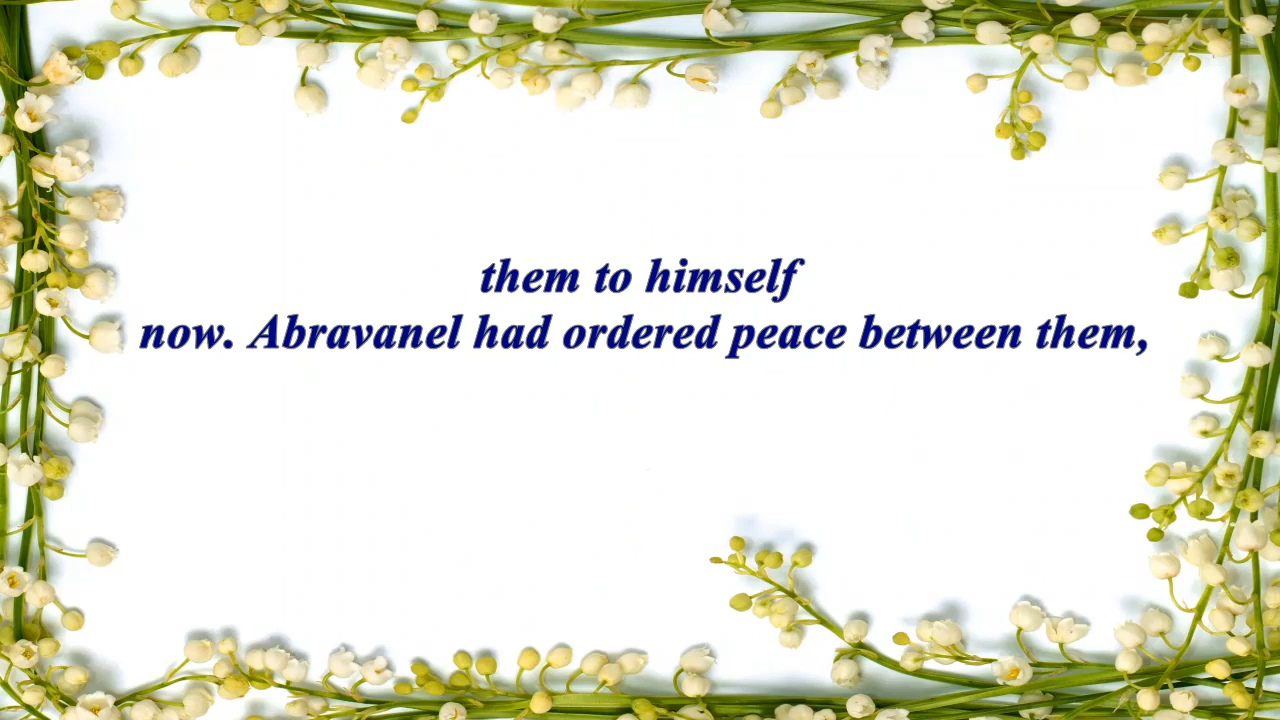 them to himself
now. Abravanel had ordered peace between them,